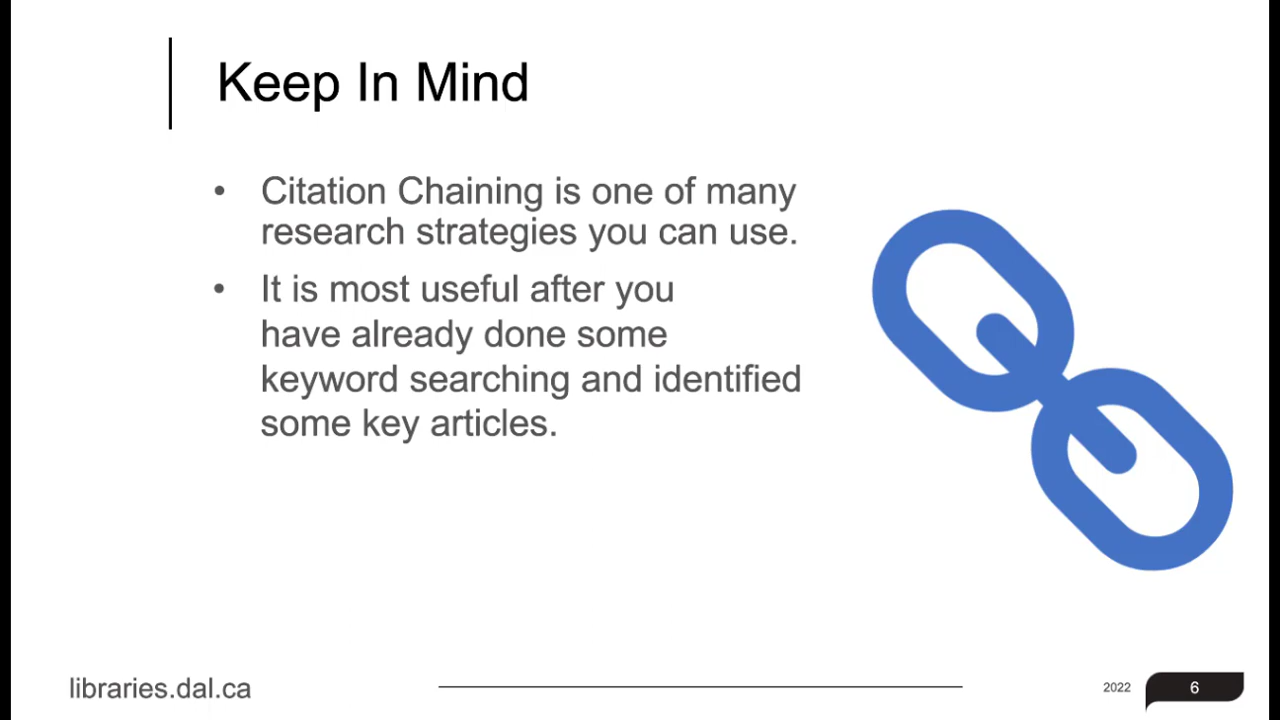 Keep In Mind
• Citation Chaining is one of many
research strategies you can use.
• It is most useful after you
have already done some
keyword searching and identified
some key articles.
libraries.dal.ca
2022
6